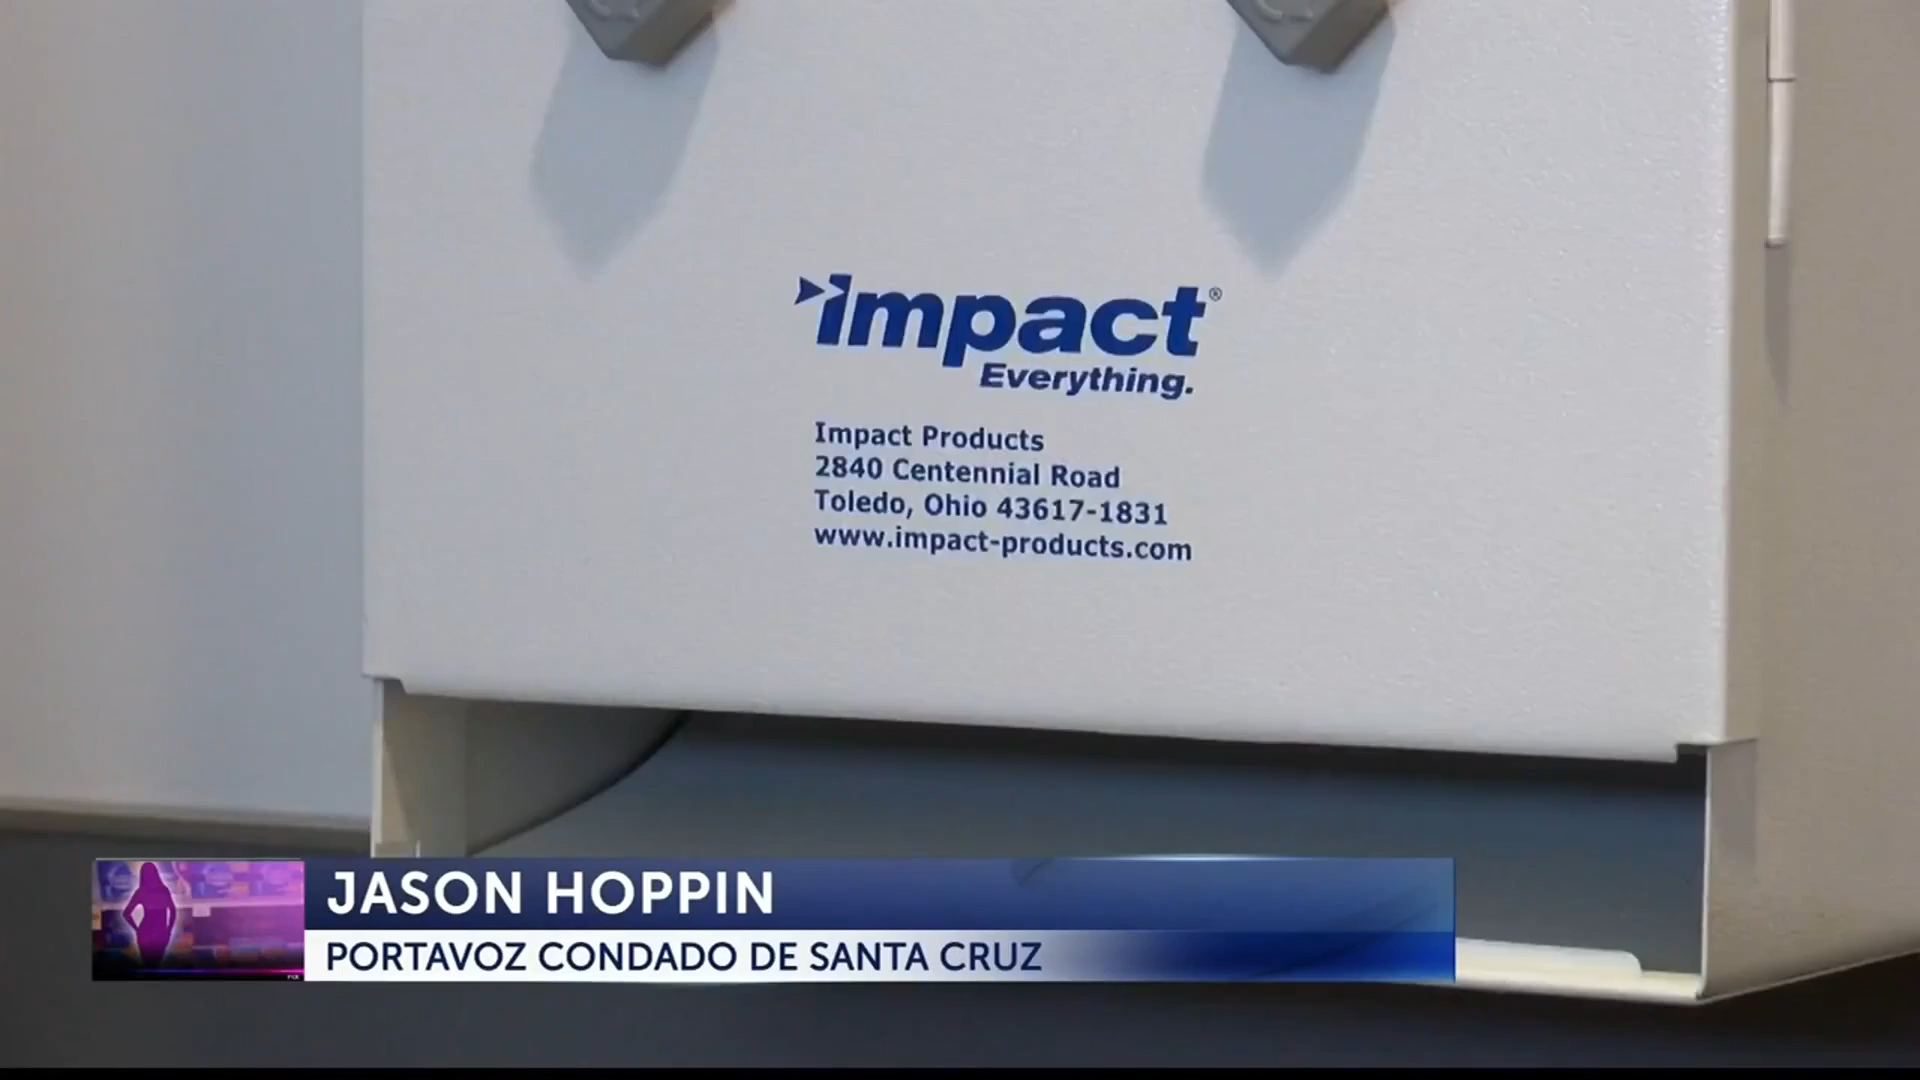 impact®
Everything.
Impact Products
2840 Centennial Road
Toledo, Ohio 43617-1831
www.impact-products.com
JASON HOPPIN
PORTAVOZ CONDADO DE SANTA CRUZ